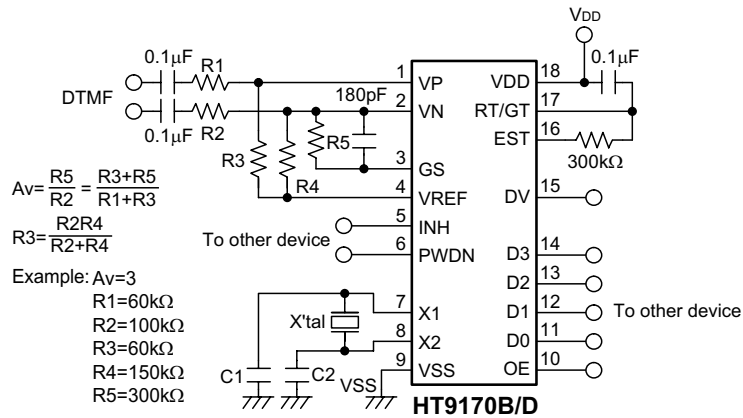 VDD
0.1µF
R1
1
VP
VDD
18
0.1µF
DTMF
180pF
2
VN
RT/GT
17
0.1µF
R2
EST
16
R3
R5
3
GS
300kΩ
Av=R5/R2=R3+R5/R1+R3
R4
4
VREF
DV
15
R3=R2R4/R2+R4
5
INH
To other device
6
PWDN
D3
14
Example: Av=3
R1=60kΩ
R2=100kΩ
R3=60kΩ
R4=150kΩ
R5=300kΩ
D2
13
7
X1
D1
12
To other device
X'tal
8
X2
D0
11
C1
C2
VSS
9
VSS
OE
10
HT9170B/D